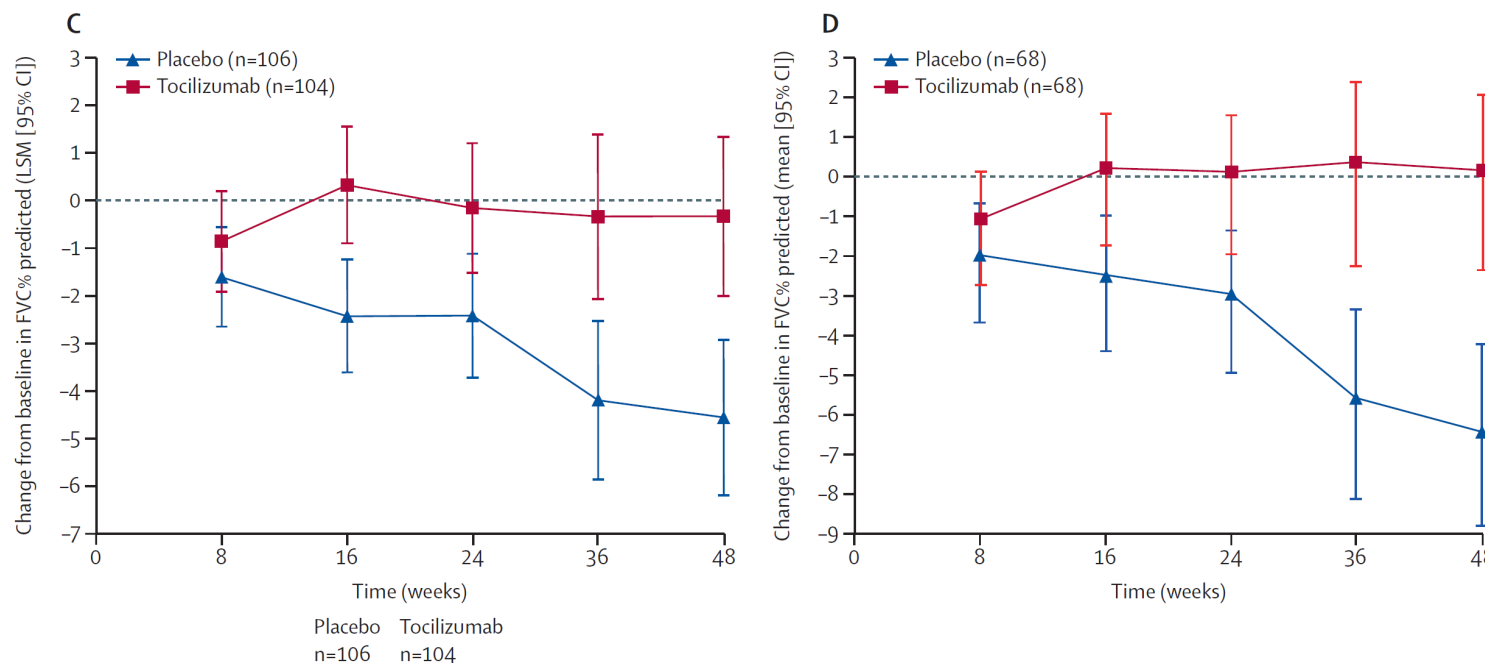 C
Change from baseline in FVC% predicted (LSM [95% CI])
Placebo (n=106)
Tocilizumab (n=104)
3
2
1
0
–1
–2
–3
–4
–5
–6
–7
0 8 16 24 36 48
Time (weeks)
Placebo Tocilizumab
n=106 n=104
D
Change from baseline in FVC% predicted (mean [95% CI])
Placebo (n=68)
Tocilizumab (n=68)
3
2
1
0
–1
–2
–3
–4
–5
–6
–7
–8
–9
0 8 16 24 36
Time (weeks)